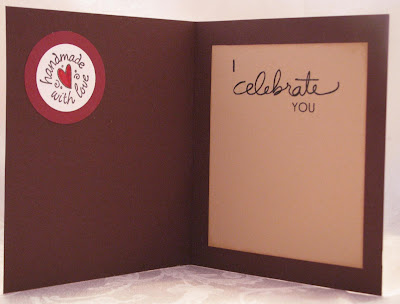 handmade
with love
I
celebrate
YOU